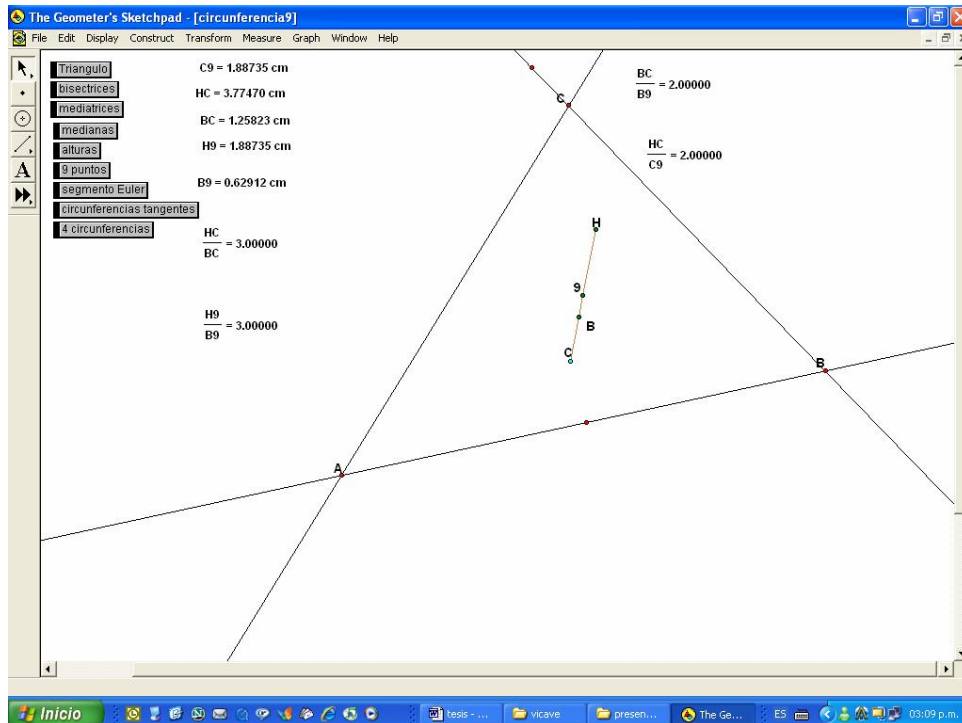 The Geometer's Sketchpad - [circunferencia9]
File Edit Display Construct Transform Measure Graph Window Help
Triangulo
bisectrices
mediatrices
medianas
alturas
9 puntos
segmento Euler
circunferencias tangentes
4 circunferencias
C9 = 1.88735 cm
HC = 3.77470 cm
BC = 1.25823 cm
H9 = 1.88735 cm
B9 = 0.62912 cm
HC
BC = 3.00000
H9
B9 = 3.00000
BC
B9 = 2.00000
HC
C9 = 2.00000
C
H
9
B
C
B
A
A
Inicio
tesis - ...
vicave
presen...
The Ge...
ES
03:09 p.m.